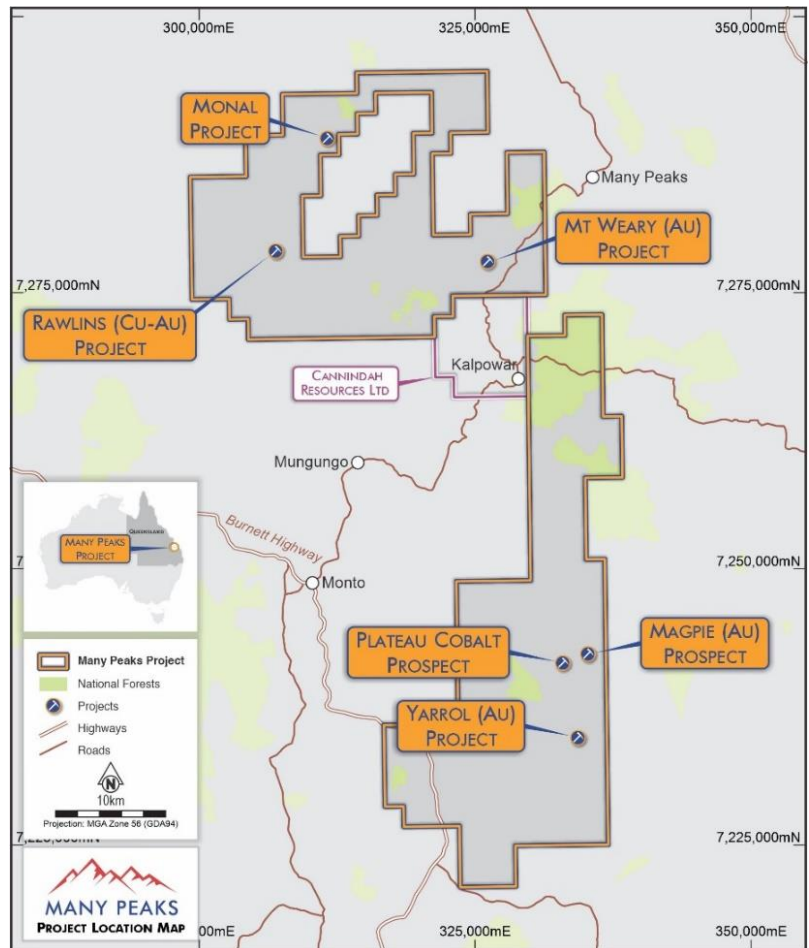 300,000mE
325,000mE
350,000mE
MONAL
PROJECT
Many Peaks
MT WEARY (AU)
PROJECT
7,275,000mN
7,275,000mN
RAWLINS (CU-AU)
PROJECT
CANNINDAH
RESOURCES LTD
Kalpowar
Mungungo
QUEENSLAND
MANY PEAKS
PROJECT
Burnett Highway
7,250,000mN
Monto
PLATEAU COBALT
PROSPECT
MAGPIE (AU)
PROSPECT
YARROL (AU)
PROJECT
Many Peaks Project
National Forests
Projects
Highways
Roads
N
10km
Projection: MGA Zone 56 (GDA94)
7,225,000mN
MANY PEAKS
PROJECT LOCATION MAP
325,000mE
350,000mE